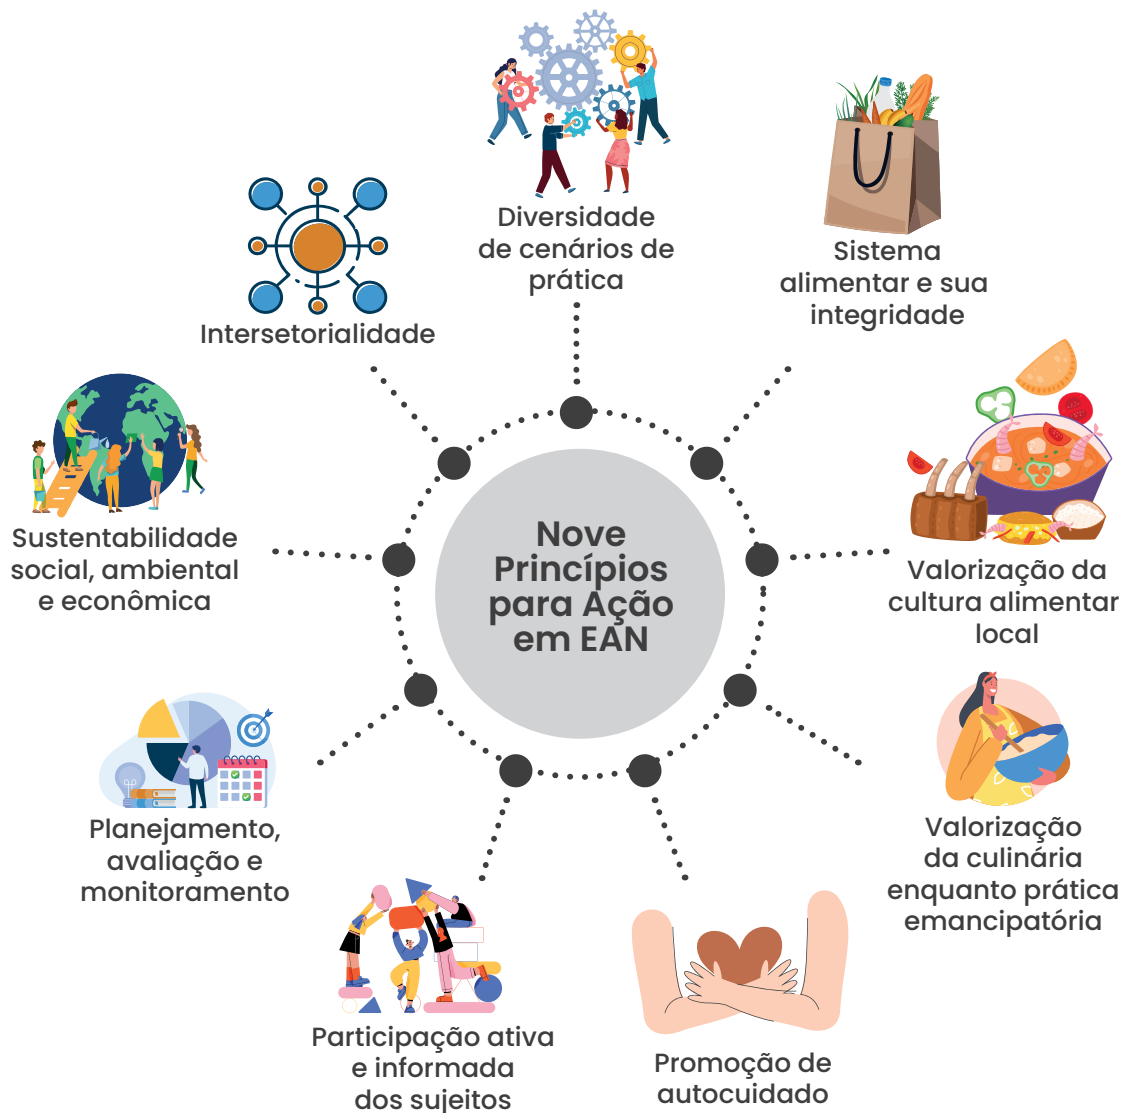 Diversidade
de cenários de
prática
Sistema
alimentar e sua
integridade
Intersetorialidade
Valorização da
cultura alimentar
local
Sustentabilidade
social, ambiental
e econômica
Nove
Princípios
para Ação
em EAN
Valorização
da culinária
enquanto prática
emancipatória
Planejamento,
avaliação e
monitoramento
Participação ativa
e informada
dos sujeitos
Promoção de
autocuidado